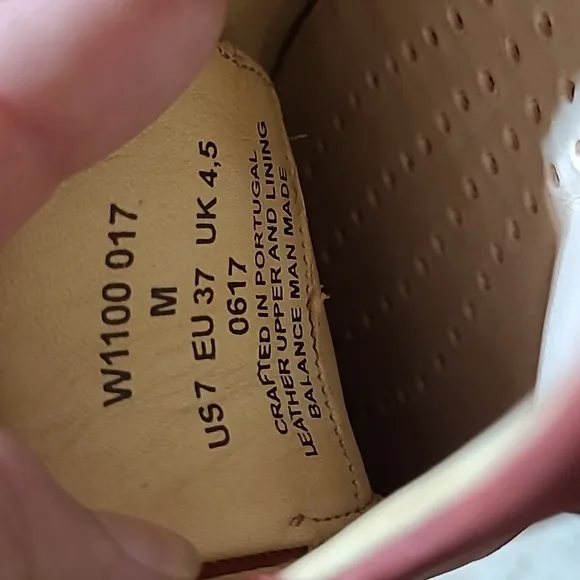 W1100 017
M
US7 EU 37 UK 4,5
0617
CRAFTED IN PORTUGAL
LEATHER UPPER AND LINING
BALANCE MAN MADE